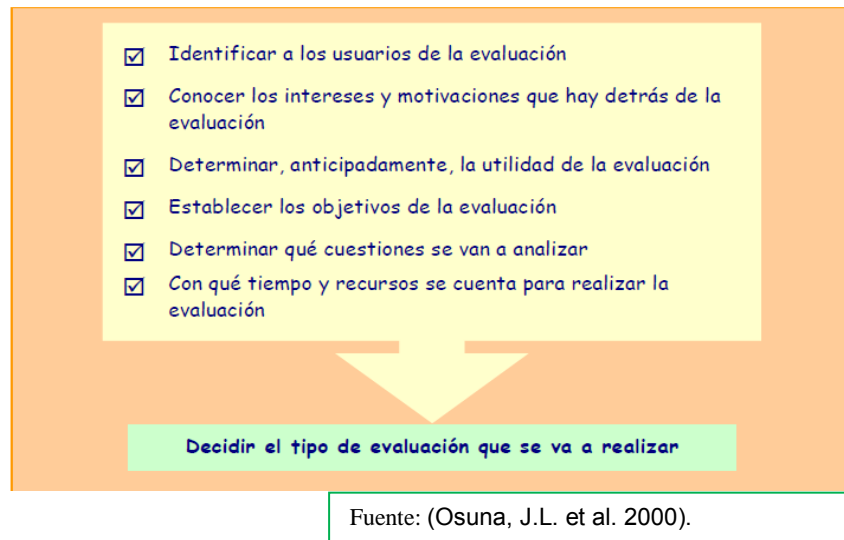 Identificar a los usuarios de la evaluación
Conocer los intereses y motivaciones que hay detrás de la
evaluación
Determinar, anticipadamente, la utilidad de la evaluación
Establecer los objetivos de la evaluación
Determinar qué cuestiones se van a analizar
Con qué tiempo y recursos se cuenta para realizar la
evaluación
Decidir el tipo de evaluación que se va a realizar
Fuente: (Osuna, J.L. et al. 2000).